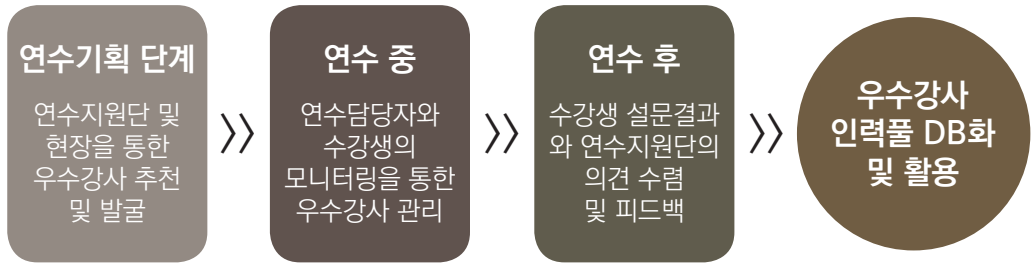 연수기획 단계
연수지원단 및
현장을 통한
우수강사 추천
및 발굴
연수 중
연수담당자와
수강생의
모니터링을 통한
우수강사 관리
연수 후
수강생 설문결과
와 연수지원단의
의견 수렴
및 피드백
우수강사
인력풀 DB화
및 활용